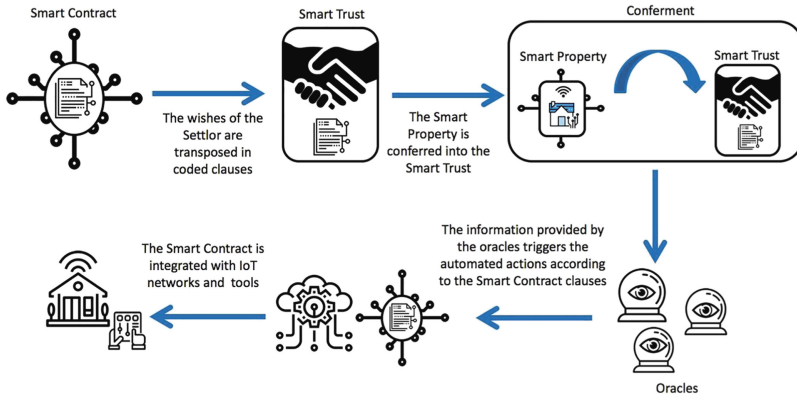 Smart Contract
Smart Trust
Conferment
Smart Property
Smart Trust
The wishes of the
Settlor are
transposed in
coded clauses
The Smart
Property is
conferred into the
Smart Trust
The Smart Contract is
integrated with IoT
networks and tools
The information provided by
the oracles triggers the
automated actions according
to the Smart Contract clauses
Oracles